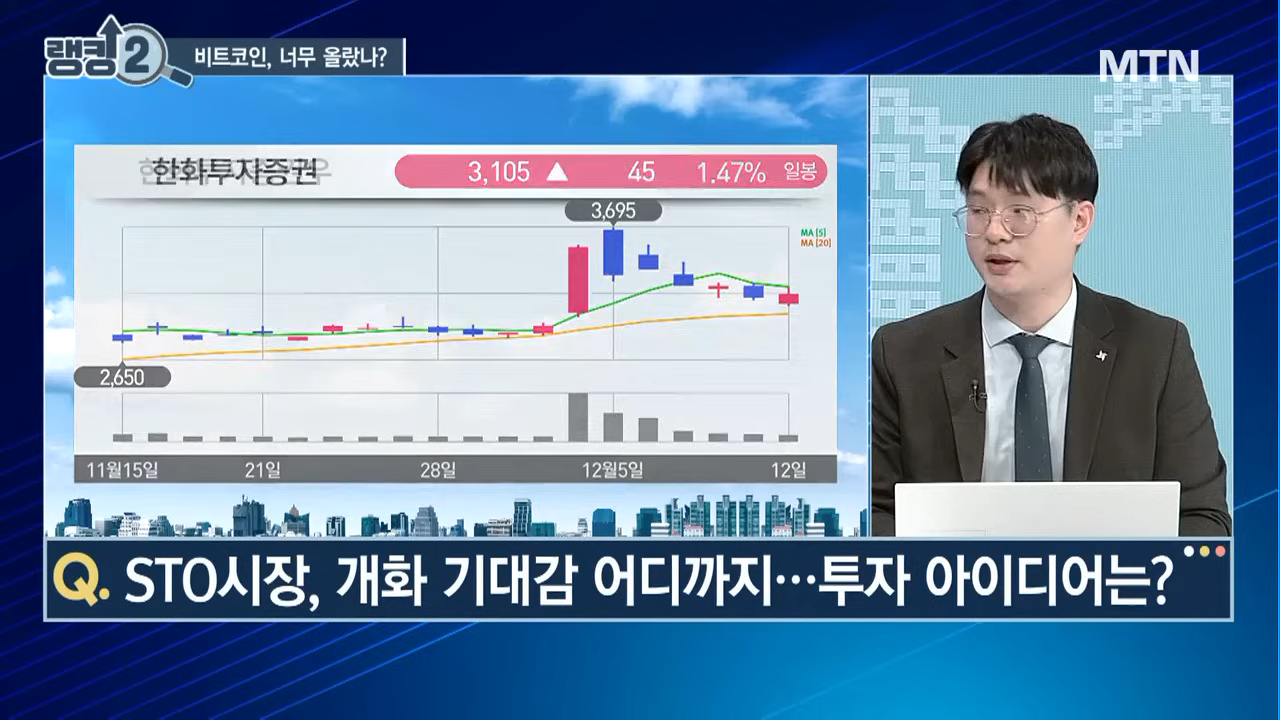 랭킹2
비트코인, 너무 올랐나?
MTN
한화투자증권
3,105 ▲ 45 1.47% 일봉
3,695
MA [5]
MA [20]
2,650
11월15일 21일 28일 12월5일 12일
Q. STO시장, 개화 기대감 어디까지…투자 아이디어는?